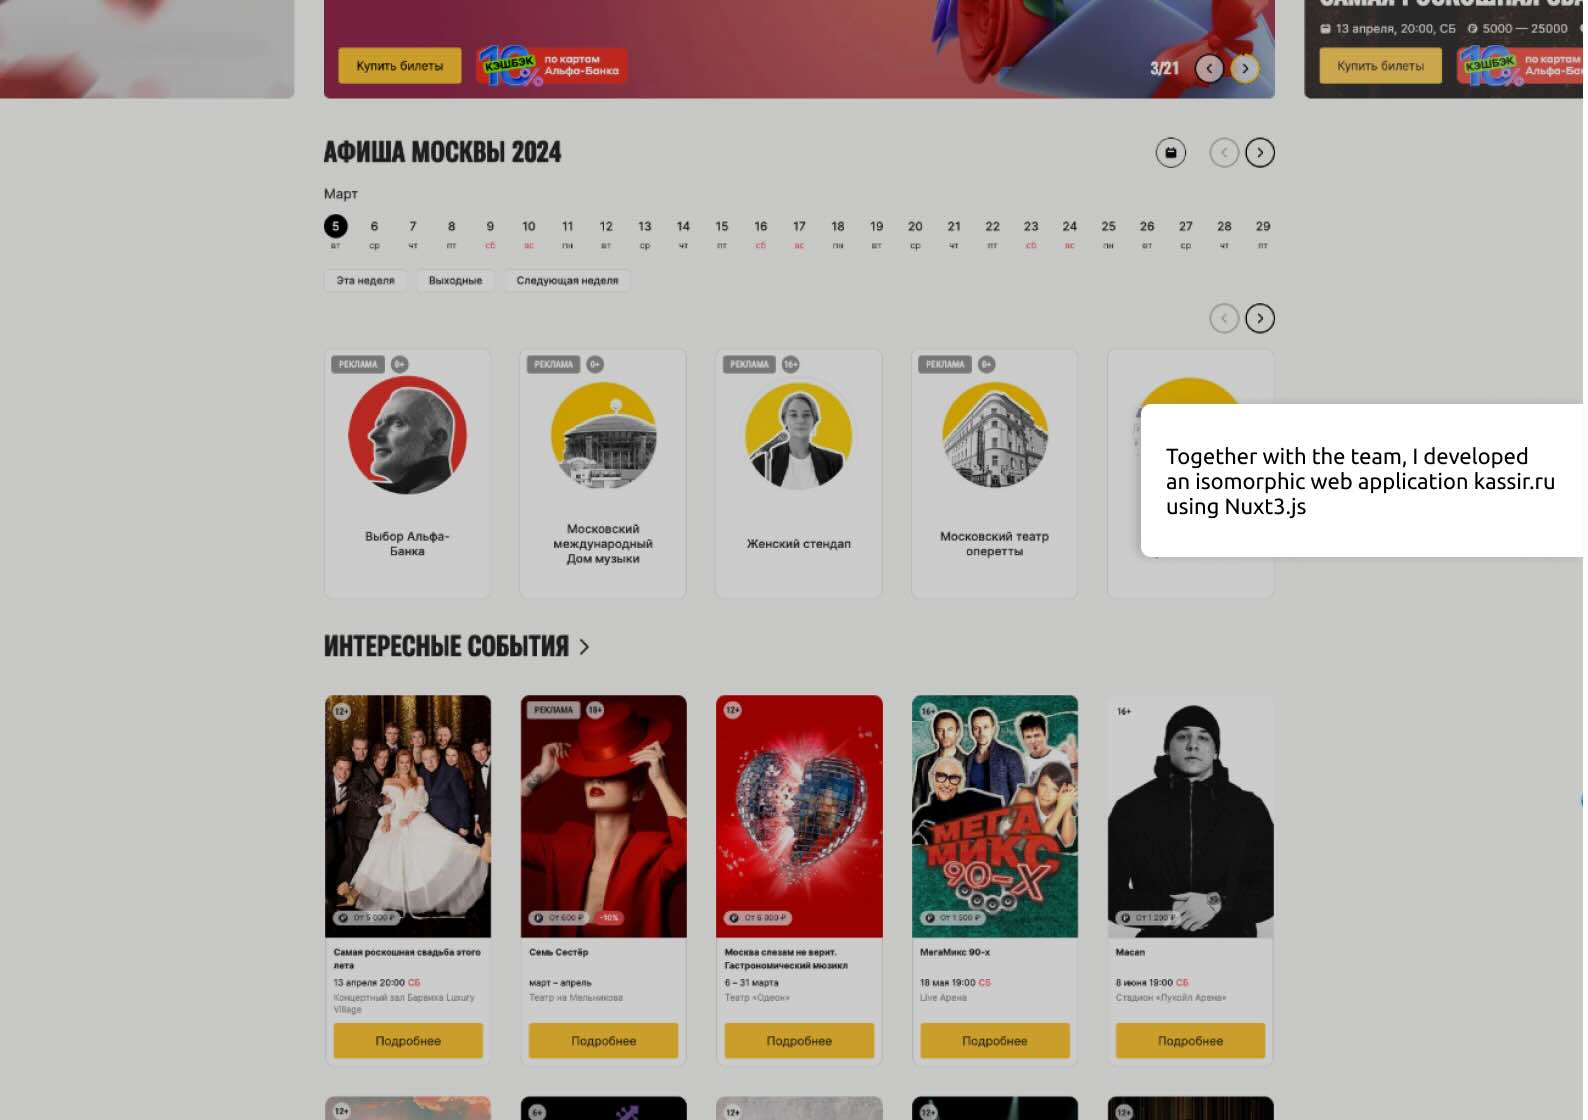 САМАЯ РОСКОШНАЯ СВА
13 апреля, 20:00, СБ 5000 — 25000
Купить билеты 10% КЭШБЭК по картам Альфа-Банка
3/21
Купить билеты 10% КЭШБЭК по картам Альфа-Бан
АФИША МОСКВЫ 2024
Март
5 6 7 8 9 10 11 12 13 14 15 16 17 18 19 20 21 22 23 24 25 26 27 28 29
вт ср чт пт сб вс пн вт ср чт пт сб вс пн вт ср чт пт сб вс пн вт ср чт пт
Эта неделя Выходные Следующая неделя
РЕКЛАМА РЕКЛАМА 0+ РЕКЛАМА 16+ РЕКЛАМА
Together with the team, I developed
an isomorphic web application kassir.ru
using Nuxt3.js
Выбор Альфа-
Банка
Московский
международный
Дом музыки
Женский стендап
Московский театр
оперетты
ИНТЕРЕСНЫЕ СОБЫТИЯ
12+ РЕКЛАМА 18+ 12+ 16+ 16+
МЕГА
МИКС
90-Х
От 5 000 ₽ От 600 ₽ -10% От 6 000 ₽ От 1 500 ₽ От 1 200 ₽
Самая роскошная свадьба этого
лета
13 апреля 20:00 СБ
Концертный зал Барвиха Luxury
Village
Подробнее
Семь Сестёр
март – апрель
Театр на Мельникова
Подробнее
Москва слезам не верит.
Гастрономический мюзикл
6 – 31 марта
Театр «Одеон»
Подробнее
МегаМикс 90-х
18 мая 19:00 СБ
Live Арена
Подробнее
Macan
8 июня 19:00 СБ
Стадион «Лукойл Арена»
Подробнее
12+ 6+ 12+ 12+ 12+